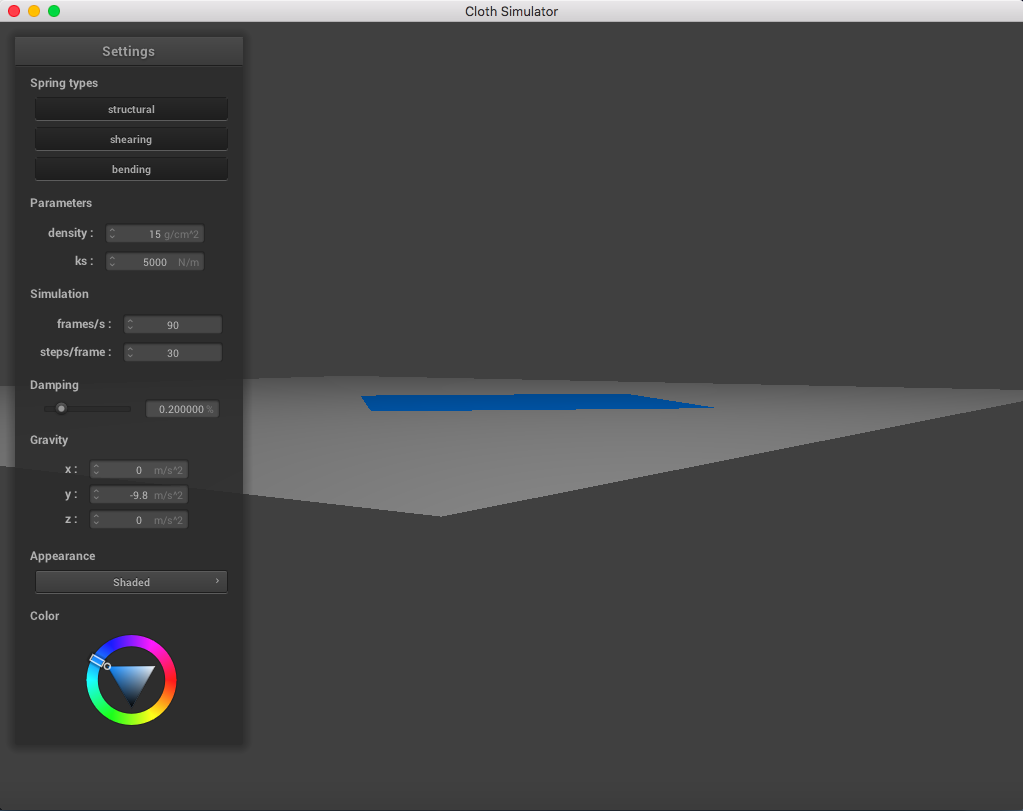 Cloth Simulator
Settings
Spring types
structural
shearing
bending
Parameters
density : 15 g/cm^2
ks : 5000 N/m
Simulation
frames/s : 90
steps/frame : 30
Damping
0.200000 %
Gravity
x : 0 m/s^2
y : -9.8 m/s^2
z : 0 m/s^2
Appearance
Shaded
Color